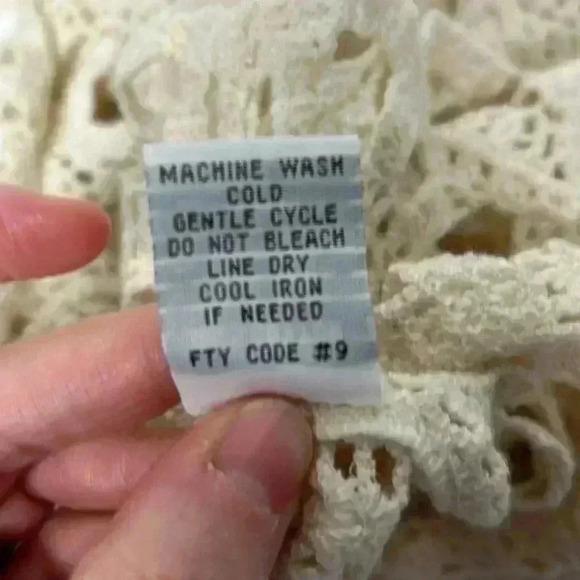 MACHINE WASH
COLD
GENTLE CYCLE
DO NOT BLEACH
LINE DRY
COOL IRON
IF NEEDED
FTY CODE #9